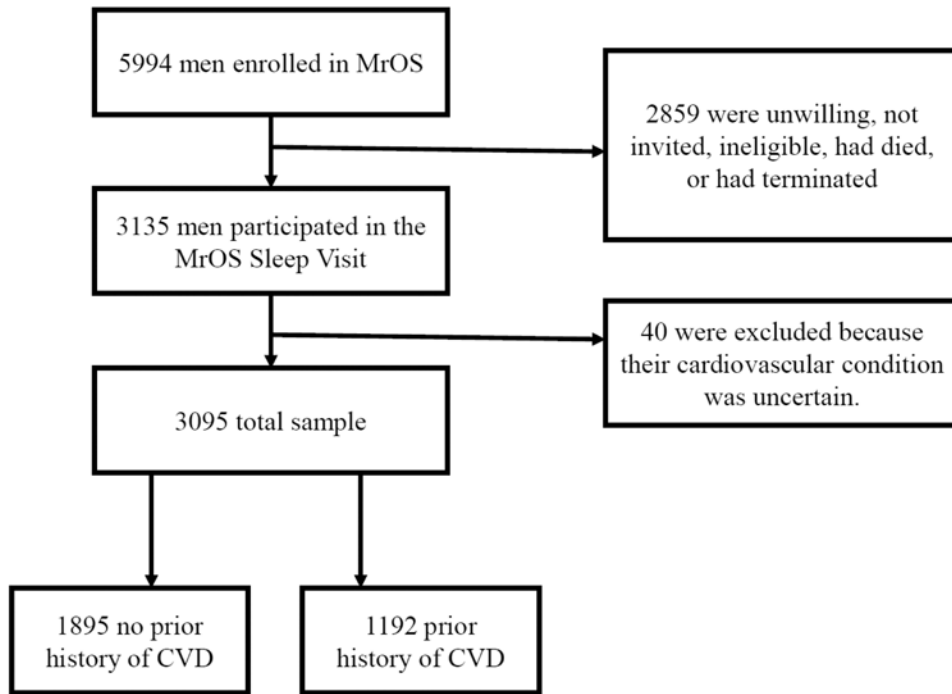 5994 men enrolled in MrOS
2859 were unwilling, not
invited, ineligible, had died,
or had terminated
3135 men participated in the
MrOS Sleep Visit
40 were excluded because
their cardiovascular condition
was uncertain.
3095 total sample
1895 no prior
history of CVD
1192 prior
history of CVD